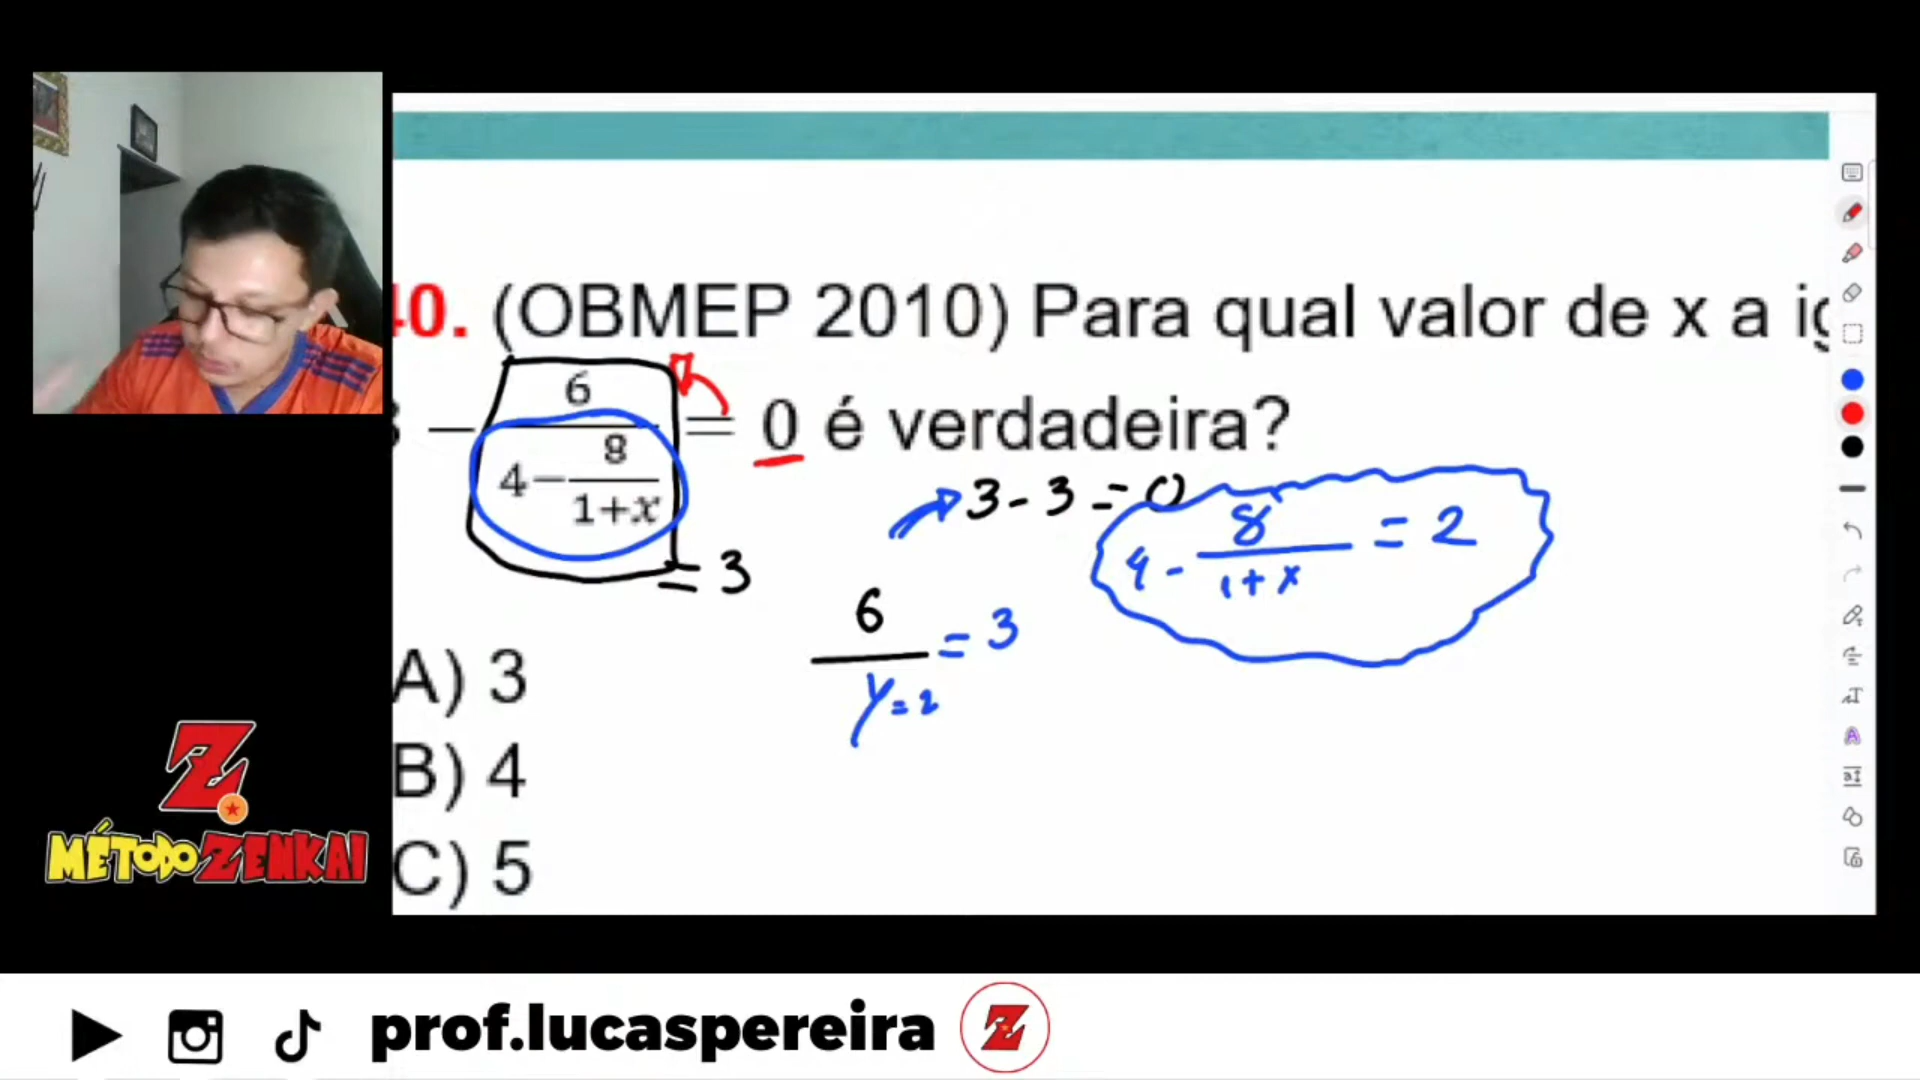 40. (OBMEP 2010) Para qual valor de x a ig
3 − 6/(4 − 8/(1+x)) = 0 é verdadeira?
= 3
3 - 3 = 0
4 - 8/(1+x) = 2
6/y = 3
y = 2
A) 3
B) 4
C) 5
Z
MÉTODO ZENKAI
prof.lucaspereira
Z